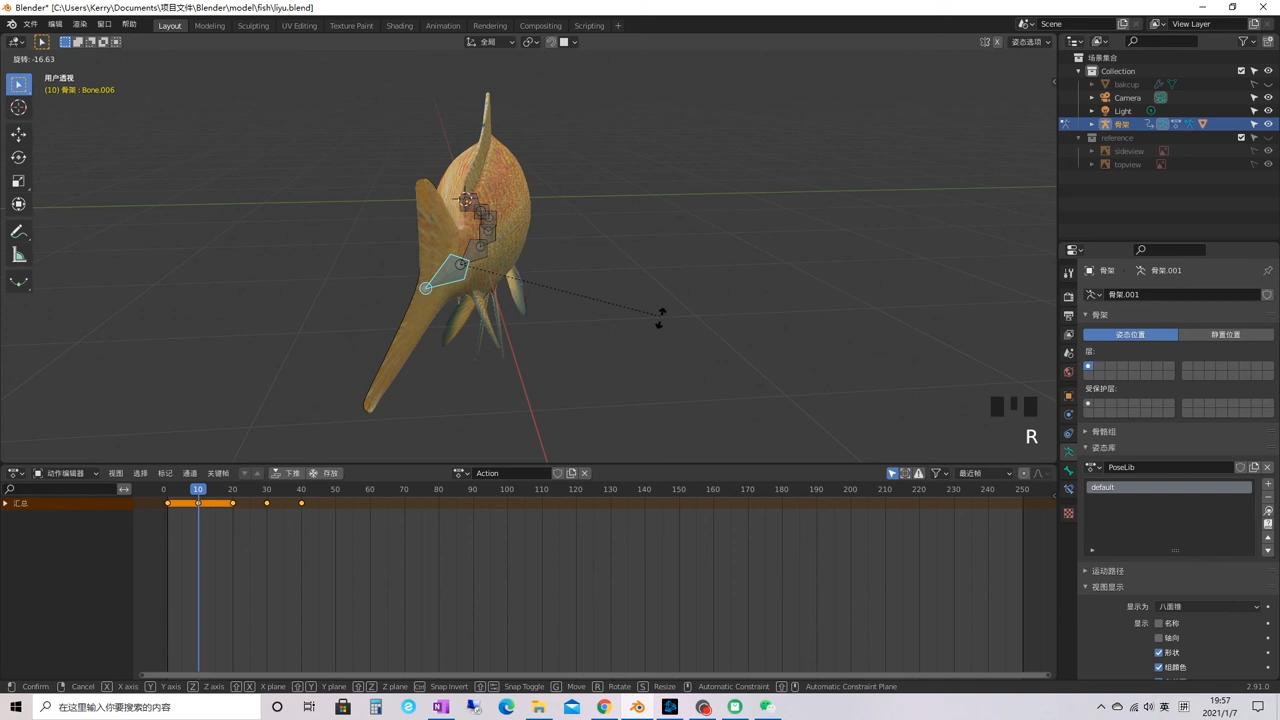 Blender* [C:\Users\Kerry\Documents\项目文件\Blender\model\fish\liyu.blend]
文件 编辑 渲染 窗口 帮助 Layout Modeling Sculpting UV Editing Texture Paint Shading Animation Rendering Compositing Scripting + Scene View Layer
全局 姿态选项
旋转: -16.63
用户透视
(10) 骨架 : Bone.006
场景集合
Collection
bakcup
Camera
Light
骨架
reference
sideview
topview
骨架 骨架.001
骨架.001
骨架
姿态位置 静置位置
层:
受保护层:
骨骼组
姿态库
PoseLib
default
运动路径
视图显示
显示为 八面锥
显示 名称
轴向
形状
组颜色
R
动作编辑器 视图 选择 标记 通道 关键帧 下推 存放 Action 最近帧
0 10 20 30 40 50 60 70 80 90 100 110 120 130 140 150 160 170 180 190 200 210 220 230 240 250
汇总
Confirm Cancel X X axis Y Y axis Z Z axis X X plane Y Y plane Z Z plane Ctrl Snap Invert Snap Toggle G Move R Rotate S Resize Automatic Constraint Automatic Constraint Plane 2.91.0
在这里输入你要搜索的内容
19:57
2021/1/7